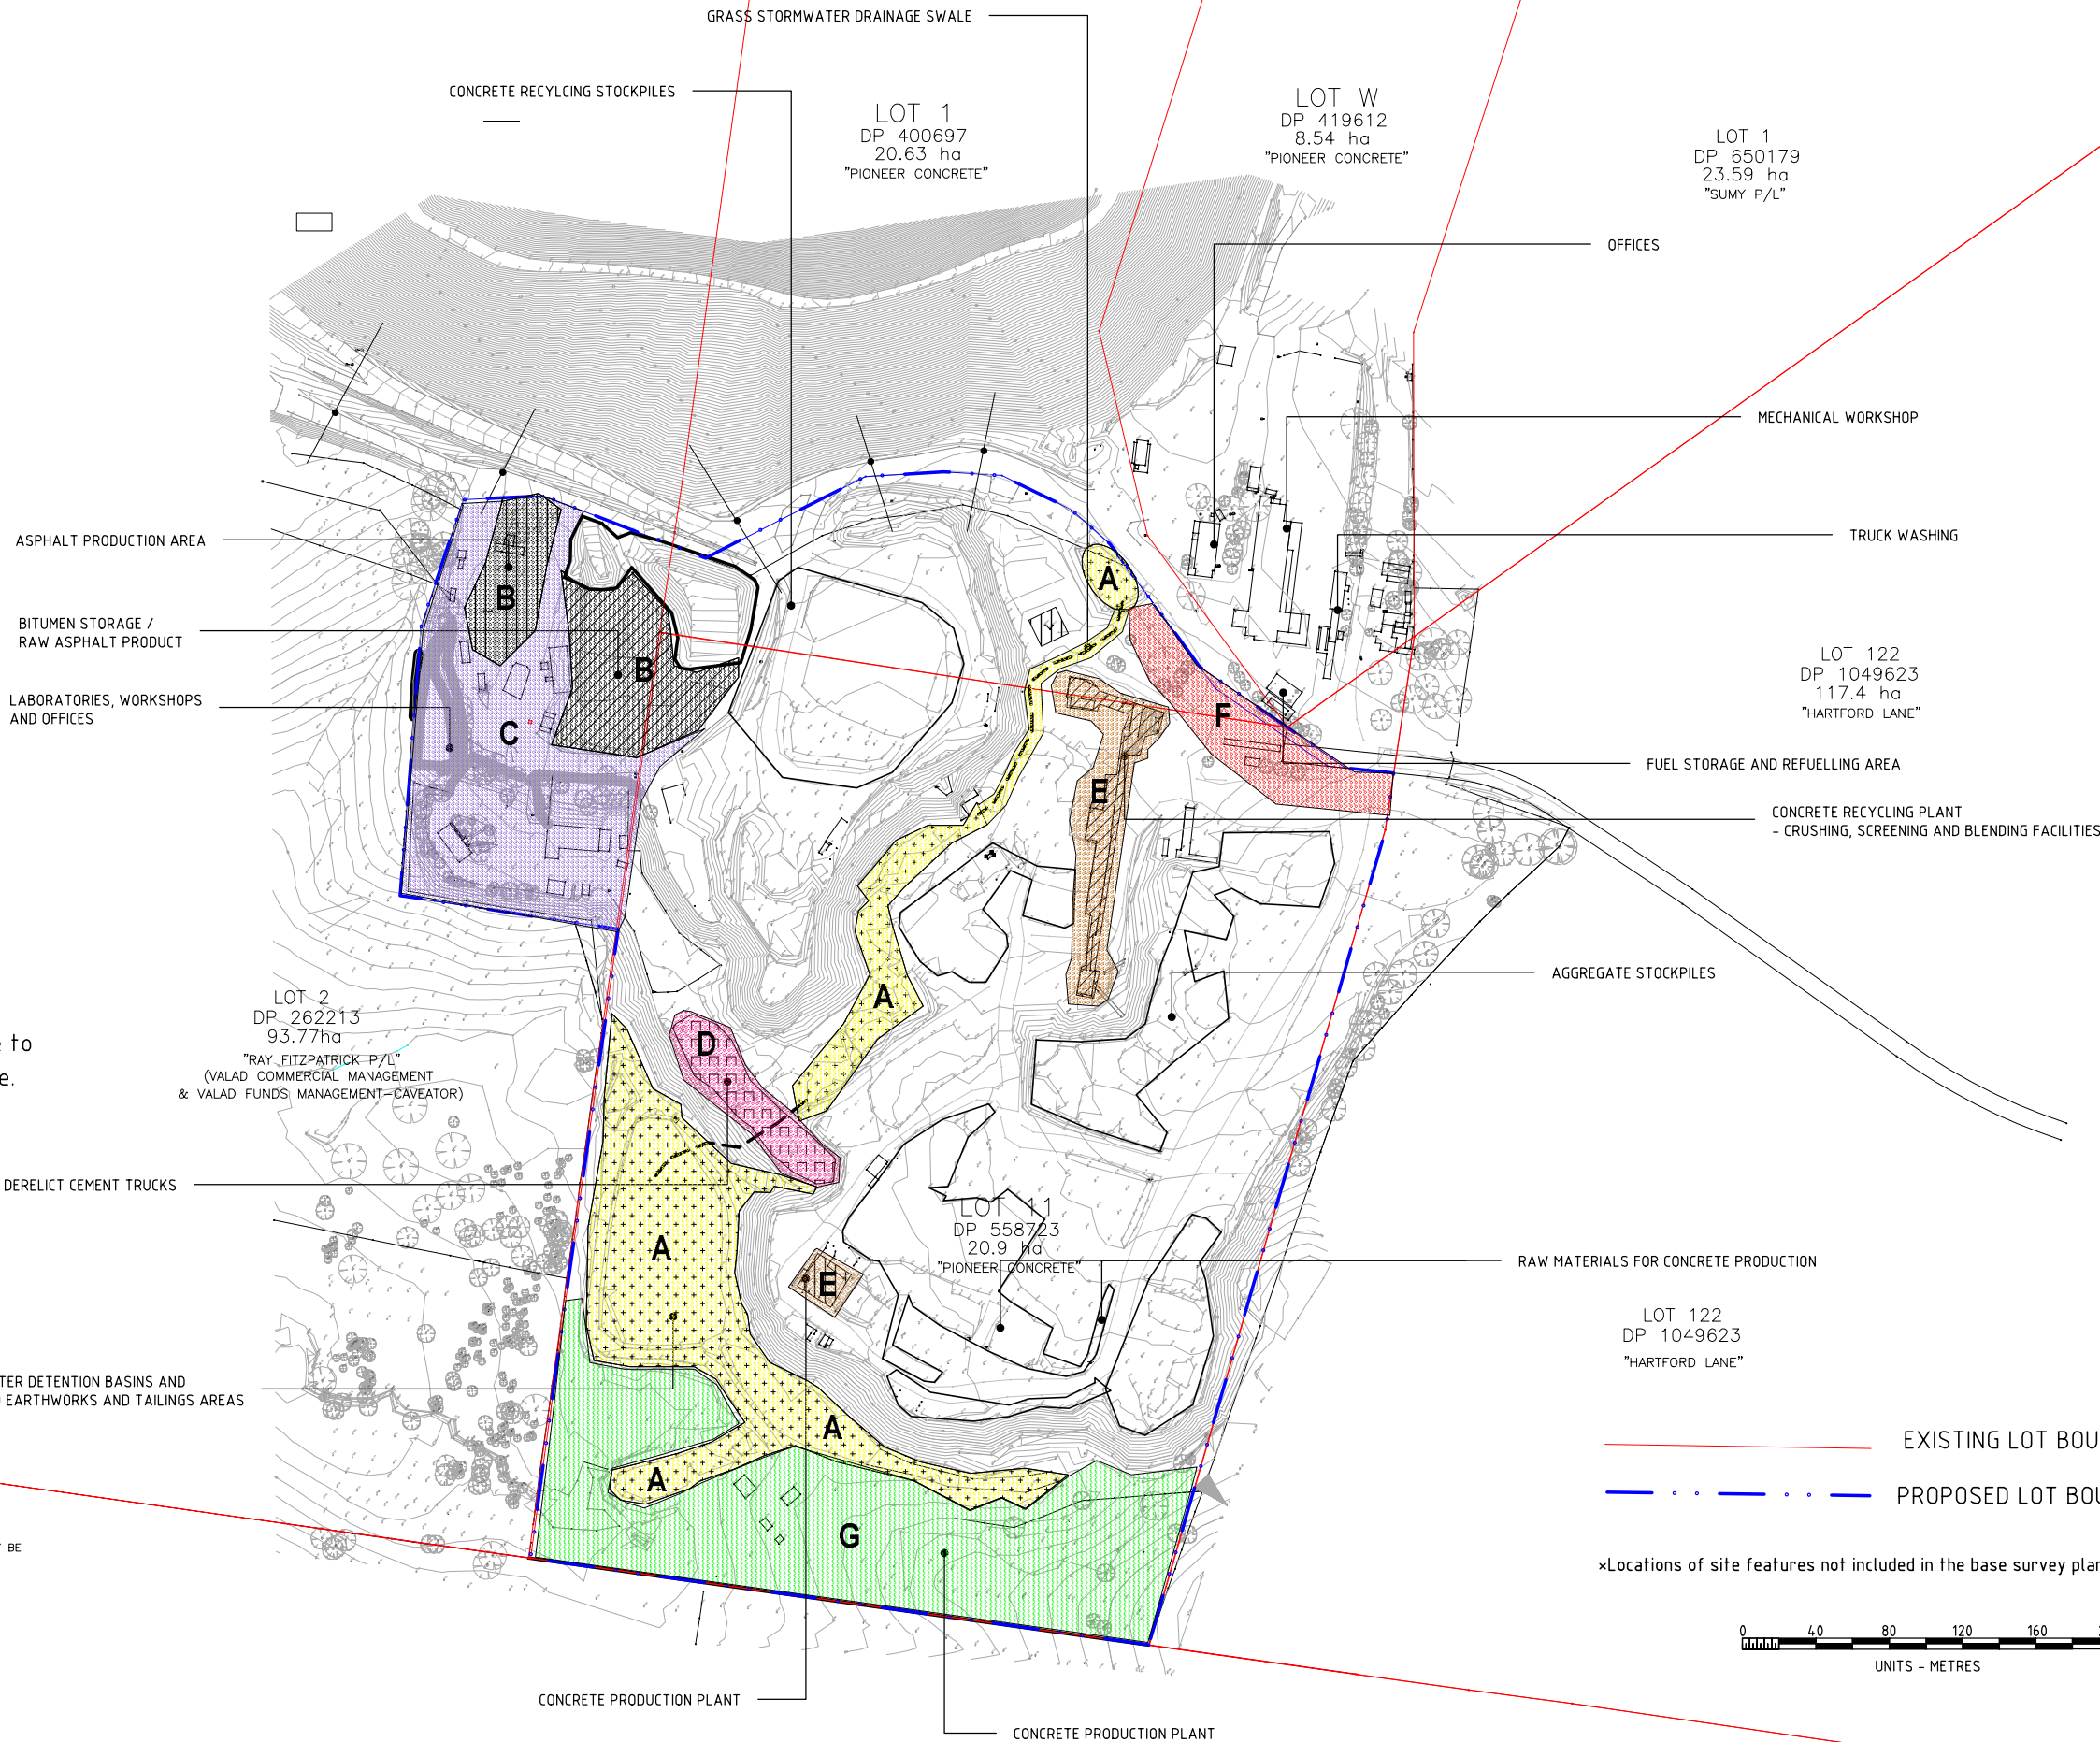 GRASS STORMWATER DRAINAGE SWALE
CONCRETE RECYLCING STOCKPILES
LOT 1
DP 400697
20.63 ha
"PIONEER CONCRETE"
LOT W
DP 419612
8.54 ha
"PIONEER CONCRETE"
LOT 1
DP 650179
23.59 ha
"SUMY P/L"
OFFICES
MECHANICAL WORKSHOP
TRUCK WASHING
ASPHALT PRODUCTION AREA
BITUMEN STORAGE /
RAW ASPHALT PRODUCT
LABORATORIES, WORKSHOPS
AND OFFICES
A
B
B
C
F
E
LOT 122
DP 1049623
117.4 ha
"HARTFORD LANE"
FUEL STORAGE AND REFUELLING AREA
CONCRETE RECYCLING PLANT
- CRUSHING, SCREENING AND BLENDING FACILITIES
AGGREGATE STOCKPILES
A
LOT 2
DP 262213
93.77ha
"RAY FITZPATRICK P/L"
(VALAD COMMERCIAL MANAGEMENT
& VALAD FUNDS MANAGEMENT-CAVEATOR)
to
e.
D
DERELICT CEMENT TRUCKS
A
E
LOT 11
DP 558723
20.9 ha
"PIONEER CONCRETE"
RAW MATERIALS FOR CONCRETE PRODUCTION
LOT 122
DP 1049623
"HARTFORD LANE"
TER DETENTION BASINS AND
EARTHWORKS AND TAILINGS AREAS
A
A
G
EXISTING LOT BOU
PROPOSED LOT BOU
BE
×Locations of site features not included in the base survey plan
0 40 80 120 160
UNITS - METRES
CONCRETE PRODUCTION PLANT
CONCRETE PRODUCTION PLANT